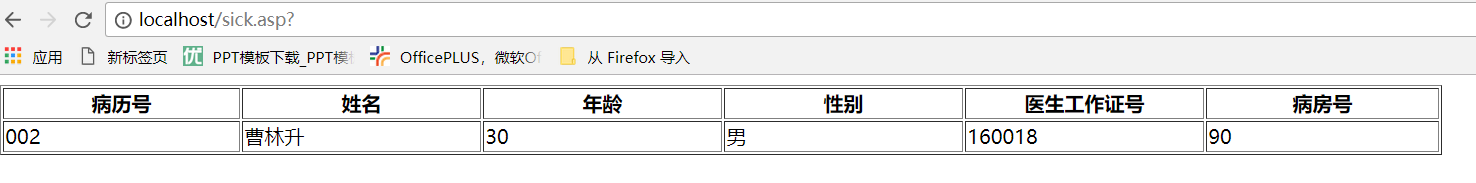 localhost/sick.asp?
应用 新标签页 优 PPT模板下载_PPT模 OfficePLUS，微软Of 从 Firefox 导入
病历号 姓名 年龄 性别 医生工作证号 病房号
002 曹林升 30 男 160018 90